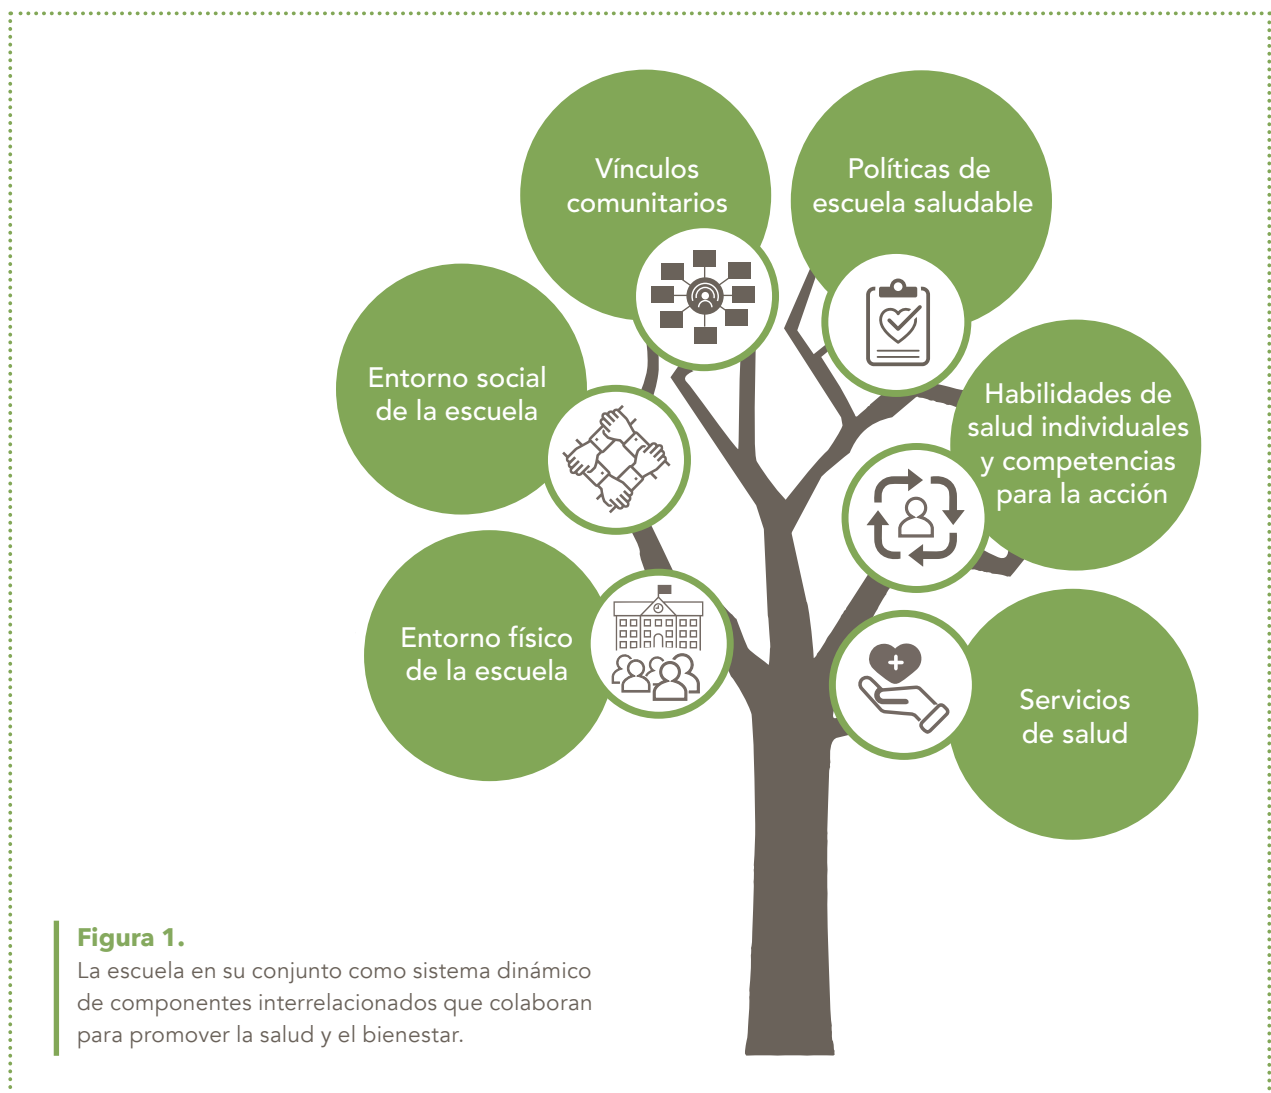 Vínculos
comunitarios
Políticas de
escuela saludable
Entorno social
de la escuela
Habilidades de
salud individuales
y competencias
para la acción
Entorno físico
de la escuela
Servicios
de salud
Figura 1.
La escuela en su conjunto como sistema dinámico
de componentes interrelacionados que colaboran
para promover la salud y el bienestar.